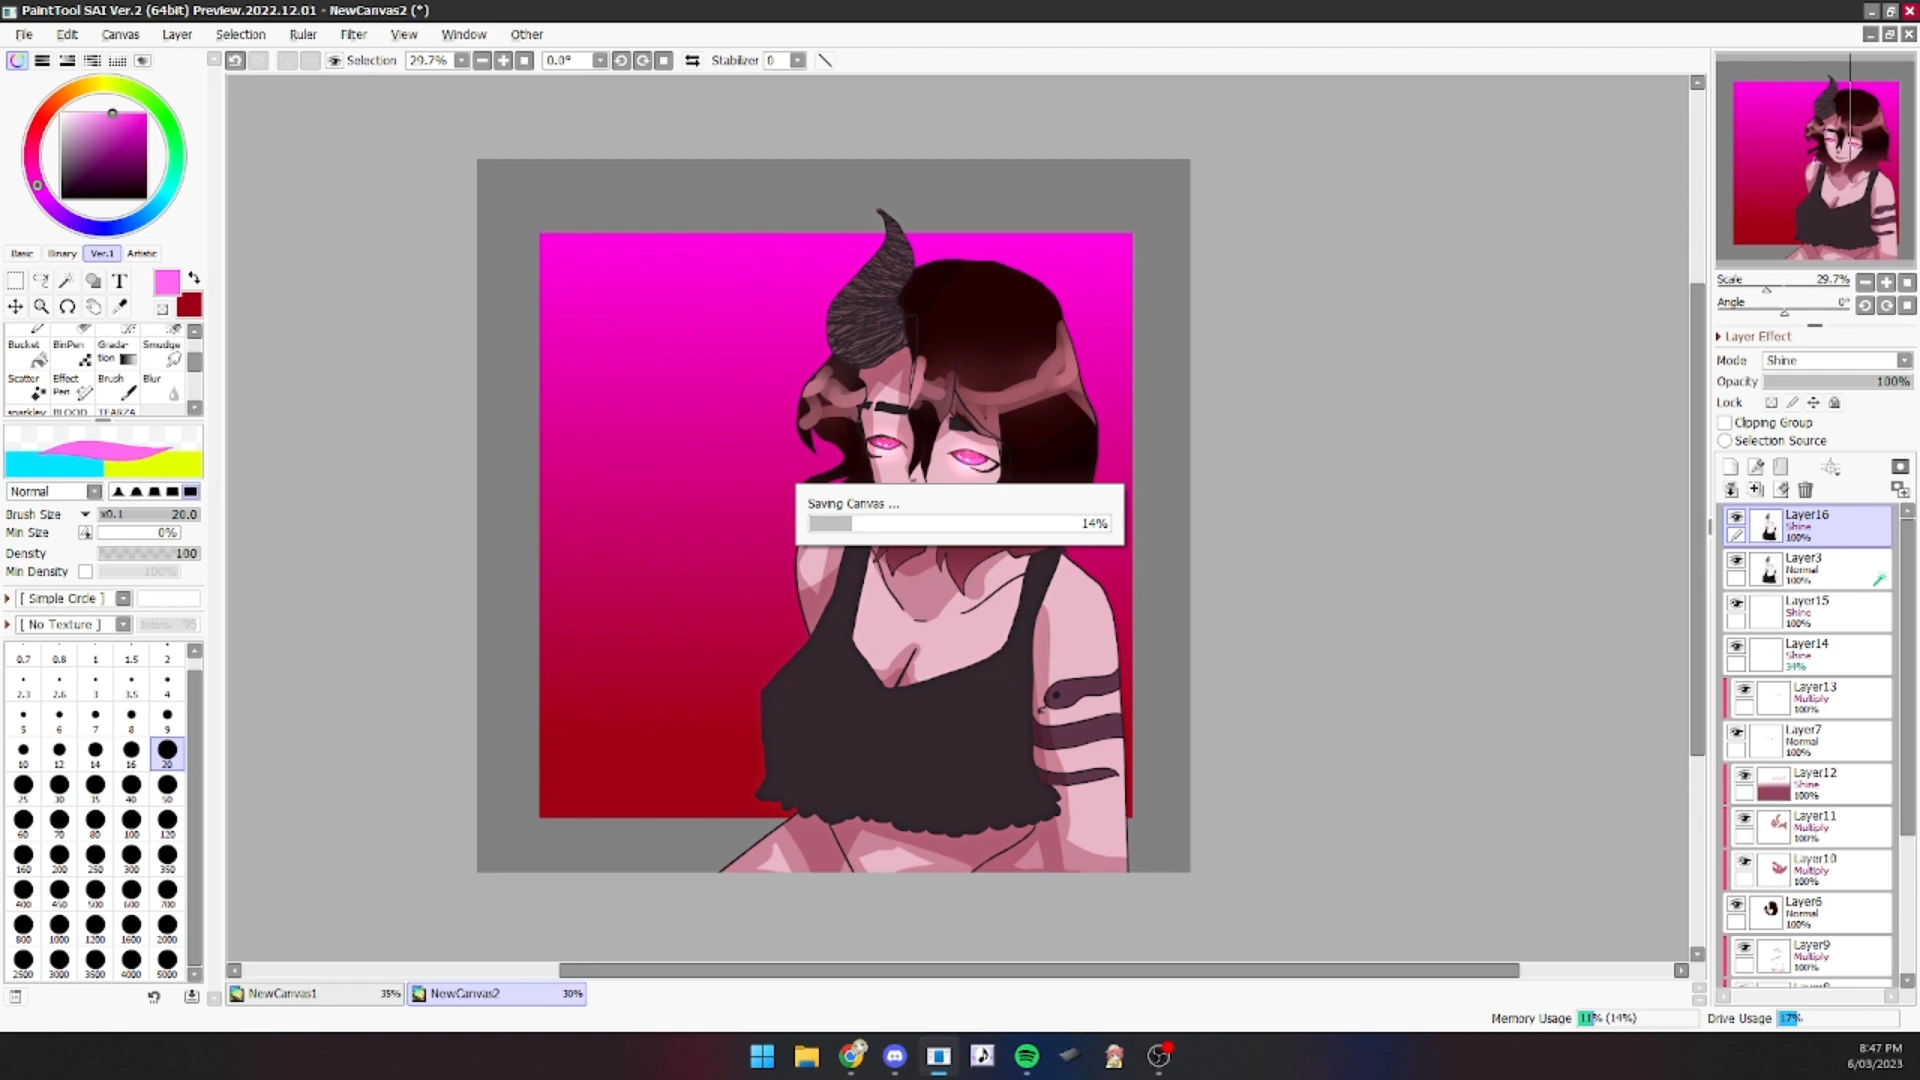 PaintTool SAI Ver.2 (64bit) Preview.2022.12.01 - NewCanvas2 (*)
File Edit Canvas Layer Selection Ruler Filter View Window Other
Selection 29.7% 0.0° Stabilizer 0
Basic Binary Ver.1 Artistic
T
Bucket BinPen Grada-tion Smudge
Scatter Effect Pen Brush Blur
sparkley BLOOD TEARZA
Normal
Brush Size x0.1 20.0
Min Size 0%
Density 100
Min Density 100%
[ Simple Circle ]
[ No Texture ] Intens. 95
0.7 0.8 1 1.5 2
2.3 2.6 3 3.5 4
5 6 7 8 9
10 12 14 16 20
25 30 35 40 50
60 70 80 100 120
160 200 250 300 350
400 450 500 600 700
800 1000 1200 1600 2000
2500 3000 3500 4000 5000
Saving Canvas ...
14%
NewCanvas1 35% NewCanvas2 30%
Scale 29.7%
Angle 0°
Layer Effect
Mode Shine
Opacity 100%
Lock
Clipping Group
Selection Source
Layer16
Shine
100%
Layer3
Normal
100%
Layer15
Shine
100%
Layer14
Shine
34%
Layer13
Multiply
100%
Layer7
Normal
100%
Layer12
Shine
100%
Layer11
Multiply
100%
Layer10
Multiply
100%
Layer6
Normal
100%
Layer9
Multiply
100%
Memory Usage 11% (14%) Drive Usage 17%
8:47 PM
6/03/2023